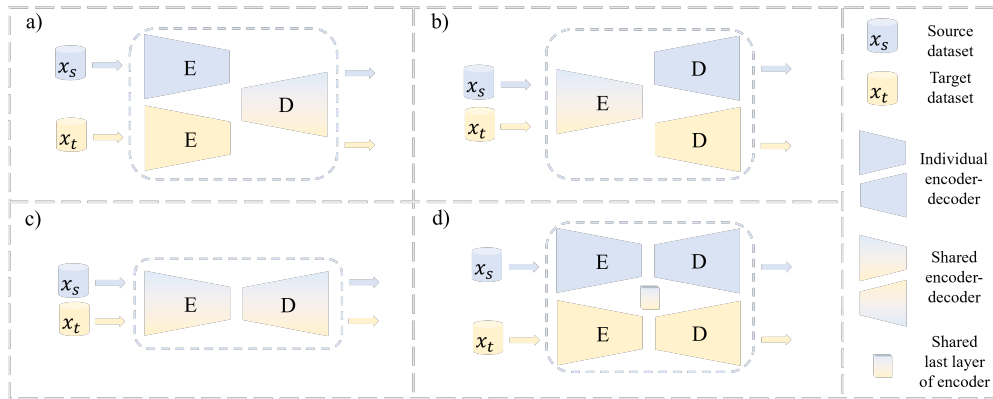 a)
x_s
E
D
x_t
E
b)
D
x_s
E
x_t
D
c)
x_s
E
D
x_t
d)
x_s
E
D
x_t
E
D
x_s
Source
dataset
x_t
Target
dataset
Individual
encoder-
decoder
Shared
encoder-
decoder
Shared
last layer
of encoder